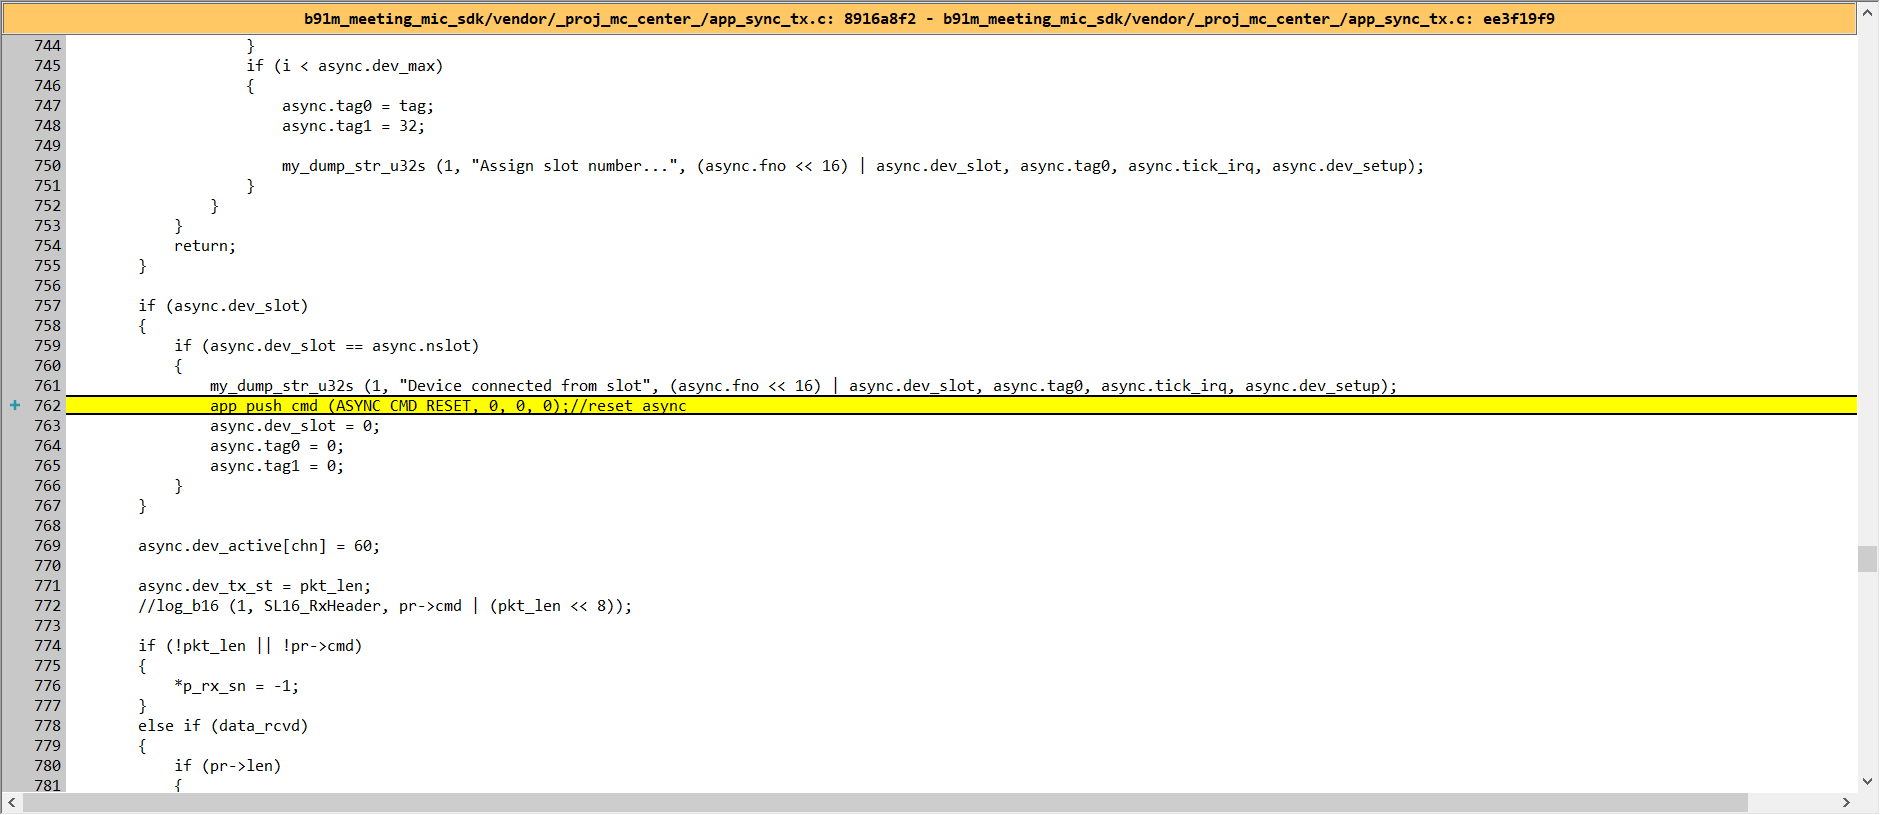 b91m_meeting_mic_sdk/vendor/_proj_mc_center_/app_sync_tx.c: 8916a8f2 - b91m_meeting_mic_sdk/vendor/_proj_mc_center_/app_sync_tx.c: ee3f19f9
744 }
745 if (i < async.dev_max)
746 {
747 async.tag0 = tag;
748 async.tag1 = 32;
749
750 my_dump_str_u32s (1, "Assign slot number...", (async.fno << 16) | async.dev_slot, async.tag0, async.tick_irq, async.dev_setup);
751 }
752 }
753 }
754 return;
755 }
756
757 if (async.dev_slot)
758 {
759 if (async.dev_slot == async.nslot)
760 {
761 my_dump_str_u32s (1, "Device connected from slot", (async.fno << 16) | async.dev_slot, async.tag0, async.tick_irq, async.dev_setup);
+ 762 app_push_cmd (ASYNC_CMD_RESET, 0, 0, 0);//reset async
763 async.dev_slot = 0;
764 async.tag0 = 0;
765 async.tag1 = 0;
766 }
767 }
768
769 async.dev_active[chn] = 60;
770
771 async.dev_tx_st = pkt_len;
772 //log_b16 (1, SL16_RxHeader, pr->cmd | (pkt_len << 8));
773
774 if (!pkt_len || !pr->cmd)
775 {
776 *p_rx_sn = -1;
777 }
778 else if (data_rcvd)
779 {
780 if (pr->len)
781 {